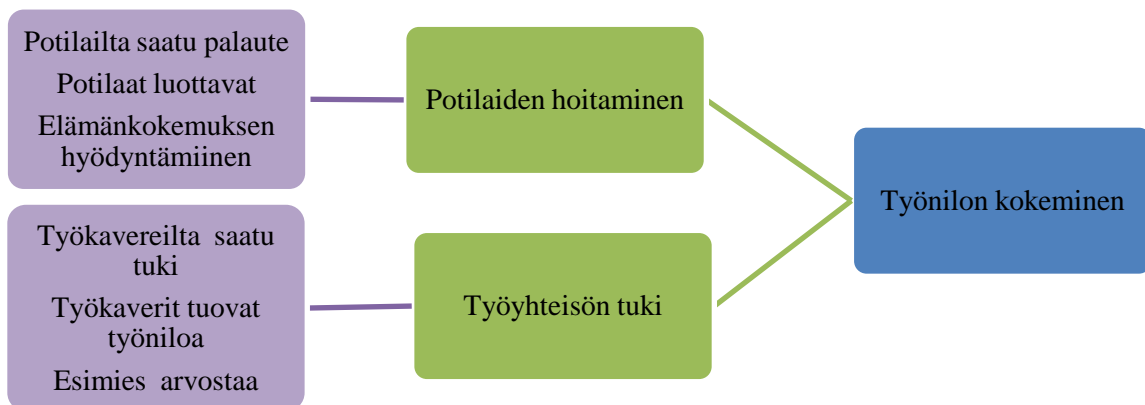 Potilailta saatu palaute
Potilaat luottavat
Elämänkokemuksen
hyödyntämiinen
Potilaiden hoitaminen
Työkavereilta  saatu
tuki
Työkaverit tuovat
työniloa
Esimies  arvostaa
Työyhteisön tuki
Työnilon kokeminen